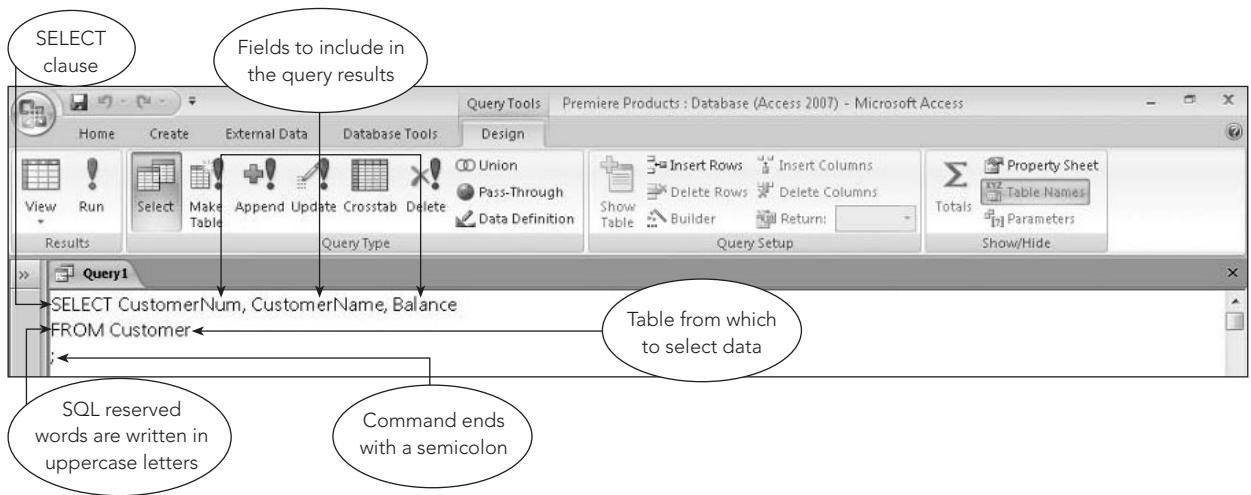 SELECT
clause
Fields to include in
the query results
Query Tools
Premiere Products : Database (Access 2007) - Microsoft Access
Home
Create
External Data
Database Tools
Design
View
Run
Select
Make
Table
Append
Update
Crosstab
Delete
Union
Pass-Through
Data Definition
Show
Table
Insert Rows
Delete Rows
Builder
Insert Columns
Delete Columns
Return:
Totals
Property Sheet
Table Names
Parameters
Results
Query Type
Query Setup
Show/Hide
Query1
SELECT CustomerNum, CustomerName, Balance
FROM Customer
;
Table from which
to select data
SQL reserved
words are written in
uppercase letters
Command ends
with a semicolon